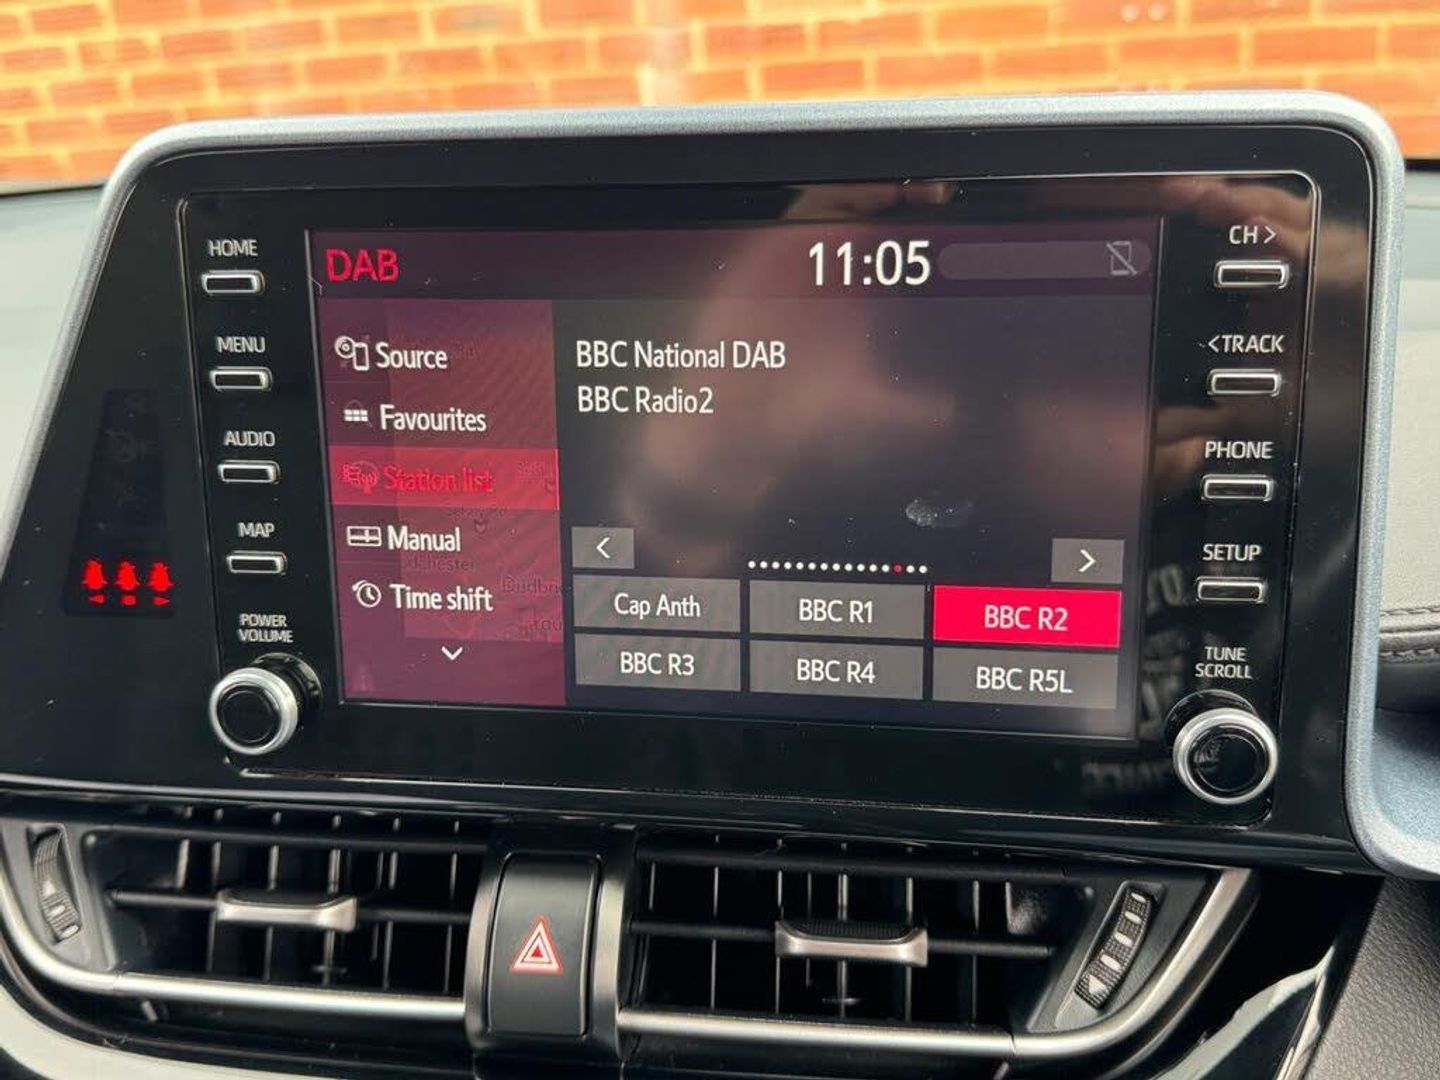 HOME
MENU
AUDIO
MAP
POWER
VOLUME
DAB
11:05
Source
Favourites
Station list
Manual
Time shift
BBC National DAB
BBC Radio2
Cap Anth
BBC R1
BBC R2
BBC R3
BBC R4
BBC R5L
CH >
<TRACK
PHONE
SETUP
TUNE
SCROLL